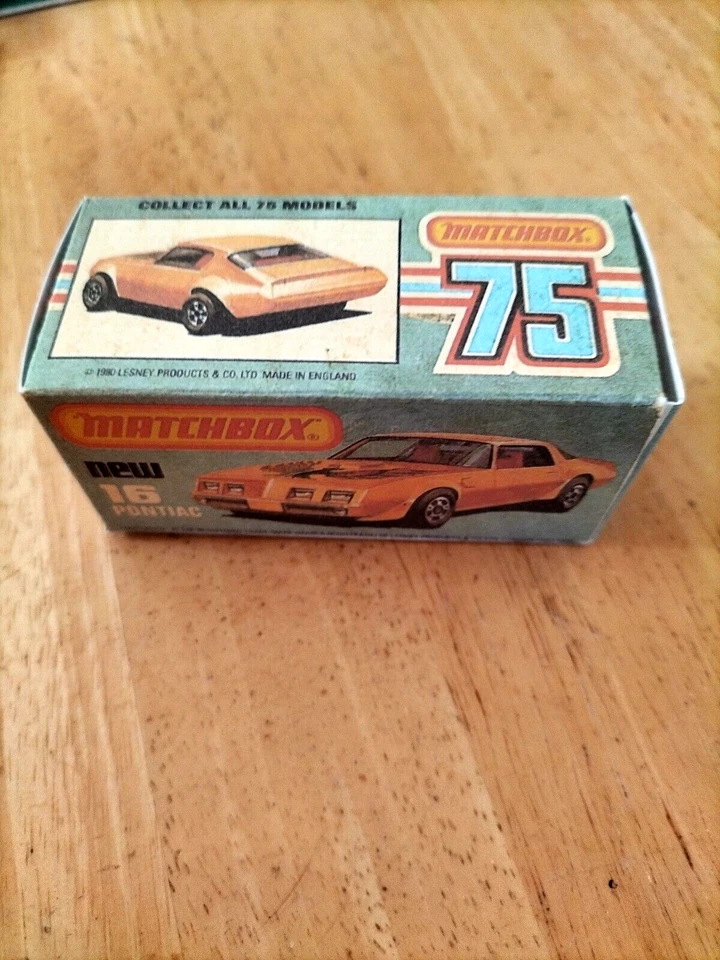 COLLECT ALL 75 MODELS
MATCHBOX®
75
© 1980 LESNEY PRODUCTS & CO. LTD. MADE IN ENGLAND
MATCHBOX®
new
16
PONTIAC